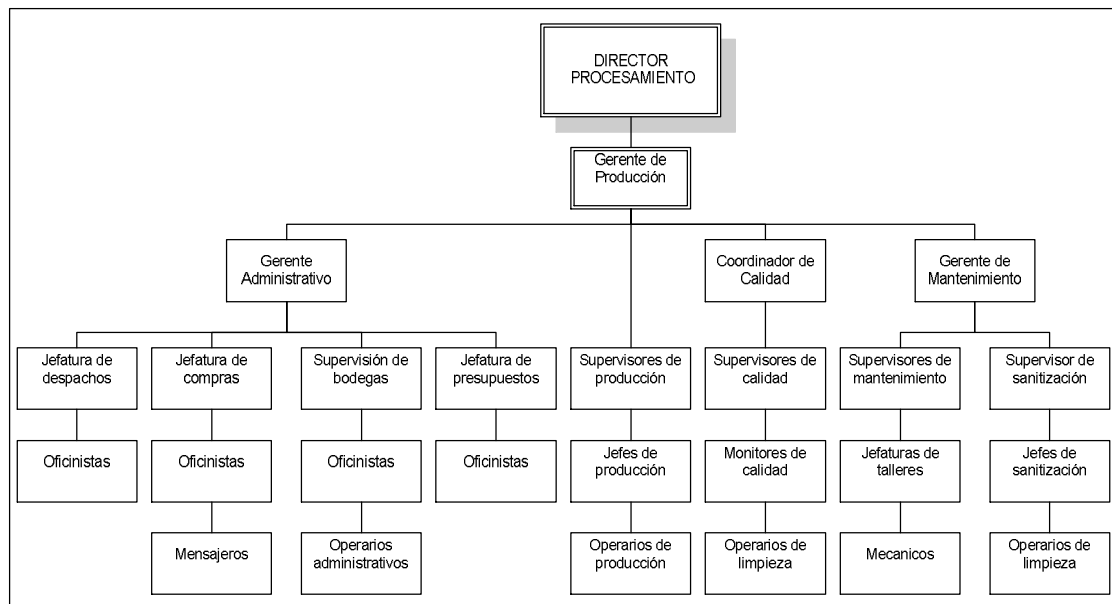 DIRECTOR
PROCESAMIENTO
Gerente de
Producción
Gerente
Administrativo
Coordinador de
Calidad
Gerente de
Mantenimiento
Jefatura de
despachos
Jefatura de
compras
Supervisión de
bodegas
Jefatura de
presupuestos
Supervisores de
producción
Supervisores de
calidad
Supervisores de
mantenimiento
Supervisor de
sanitización
Oficinistas
Oficinistas
Oficinistas
Oficinistas
Jefes de
producción
Monitores de
calidad
Jefaturas de
talleres
Jefes de
sanitización
Mensajeros
Operarios
administrativos
Operarios de
producción
Operarios de
limpieza
Mecanicos
Operarios de
limpieza